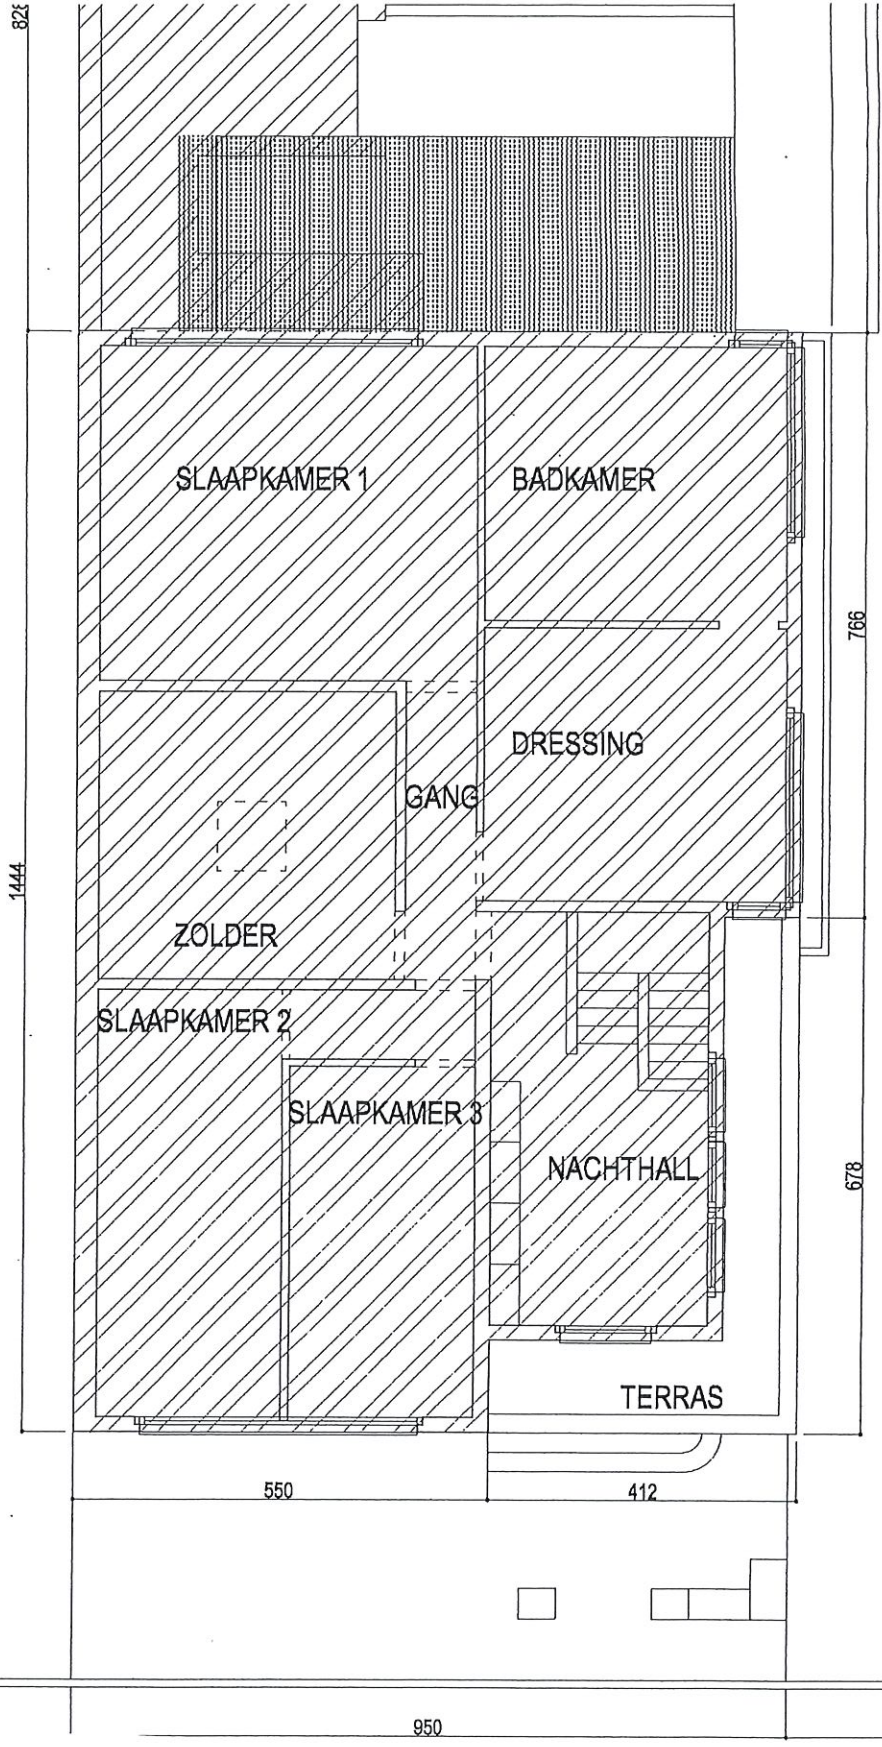 SLAAPKAMER 1
BADKAMER
766
DRESSING
GANG
1444
ZOLDER
SLAAPKAMER 2
SLAAPKAMER 3
NACHTHALL
678
TERRAS
550
412
950